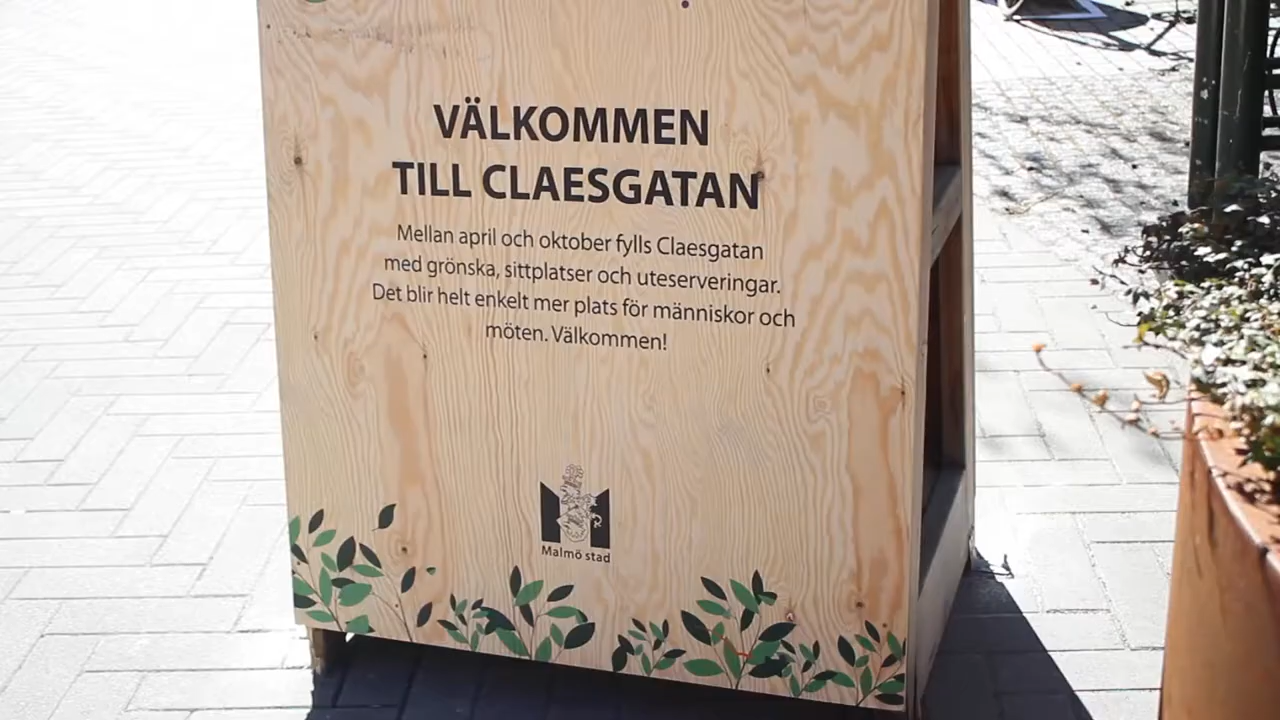 VÄLKOMMEN
TILL CLAESGATAN
Mellan april och oktober fylls Claesgatan
med grönska, sittplatser och uteserveringar.
Det blir helt enkelt mer plats för människor och
möten. Välkommen!
Malmö stad